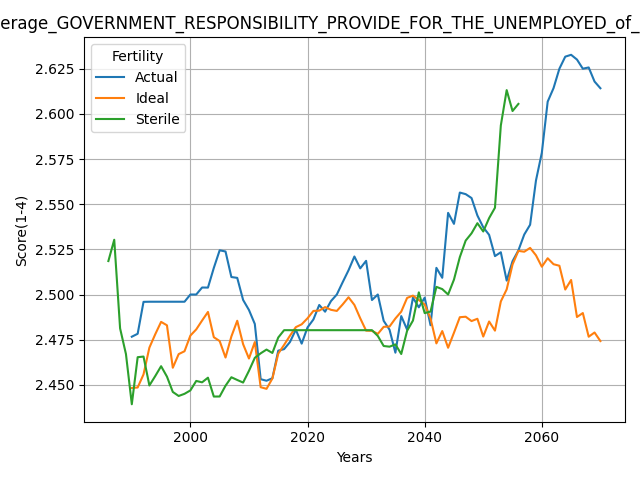 erage_GOVERNMENT_RESPONSIBILITY_PROVIDE_FOR_THE_UNEMPLOYED_of_
Fertility
Actual
Ideal
Sterile
Score(1-4)
2.625
2.600
2.575
2.550
2.525
2.500
2.475
2.450
2000
2020
2040
2060
Years